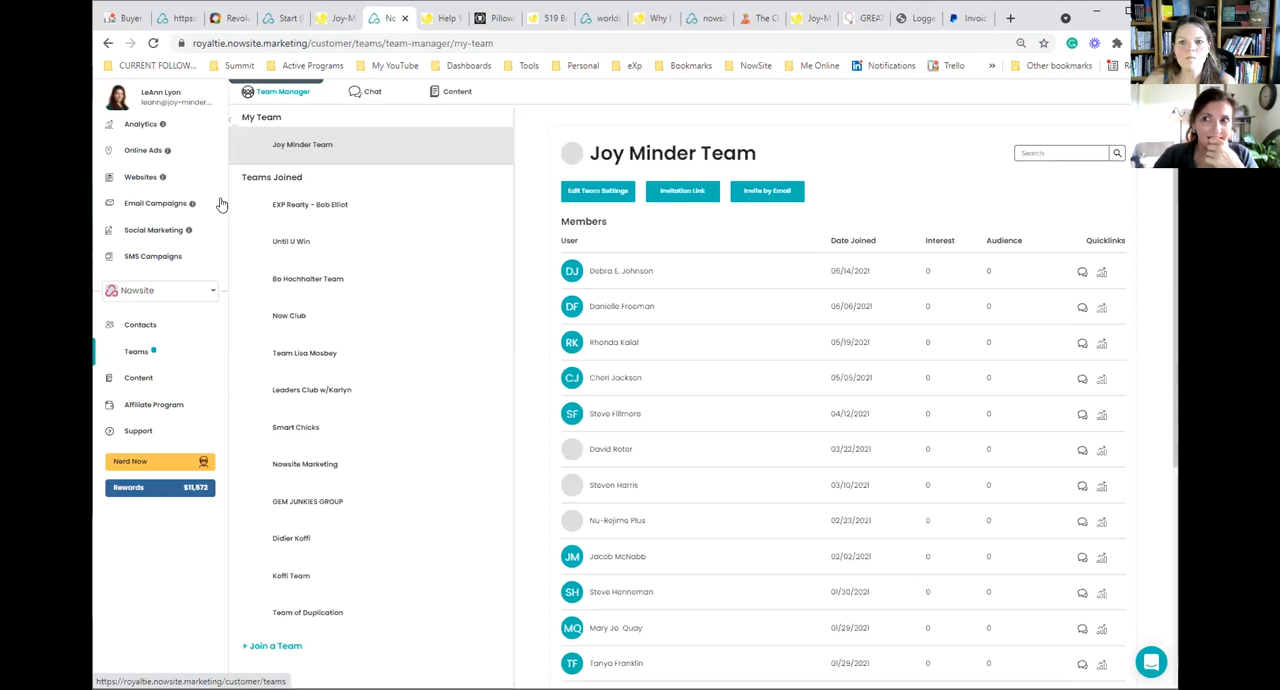 Buyer
https:
Revolu
Start (
Joy-M
No
Help Y
Pillow
519 B
world
Why I
nowsit
The Cl
Joy-M
GREAT
Logge
Invoic
royaltie.nowsite.marketing/customer/teams/team-manager/my-team
CURRENT FOLLOW...
Summit
Active Programs
My YouTube
Dashboards
Tools
Personal
eXp
Bookmarks
NowSite
Me Online
Notifications
Trello
»
Other bookmarks
LeAnn Lyon
leann@joy-minder...
Analytics
Online Ads
Websites
Email Campaigns
Social Marketing
SMS Campaigns
Nowsite
Contacts
Teams
Content
Affiliate Program
Support
Nerd Now
Rewards $11,572
Team Manager
Chat
Content
My Team
Joy Minder Team
Teams Joined
EXP Realty - Bob Elliot
Until U Win
Bo Hochhalter Team
Now Club
Team Lisa Mosbey
Leaders Club w/Karlyn
Smart Chicks
Nowsite Marketing
GEM JUNKIES GROUP
Didier Koffi
Koffi Team
Team of Duplication
+ Join a Team
Joy Minder Team
Search
Edit Team Settings
Invitation Link
Invite by Email
Members
User Date Joined Interest Audience Quicklinks
DJ Debra E. Johnson 06/14/2021 0 0
DF Danielle Freeman 06/06/2021 0 0
RK Rhonda Kalal 05/19/2021 0 0
CJ Cheri Jackson 05/05/2021 0 0
SF Steve Fillmore 04/12/2021 0 0
David Rotor 03/22/2021 0 0
Steven Harris 03/10/2021 0 0
Nu-Rejime Plus 02/23/2021 0 0
JM Jacob McNabb 02/02/2021 0 0
SH Steve Henneman 01/30/2021 0 0
MQ Mary Jo Quay 01/29/2021 0 0
TF Tanya Franklin 01/29/2021 0 0
https://royaltie.nowsite.marketing/customer/teams